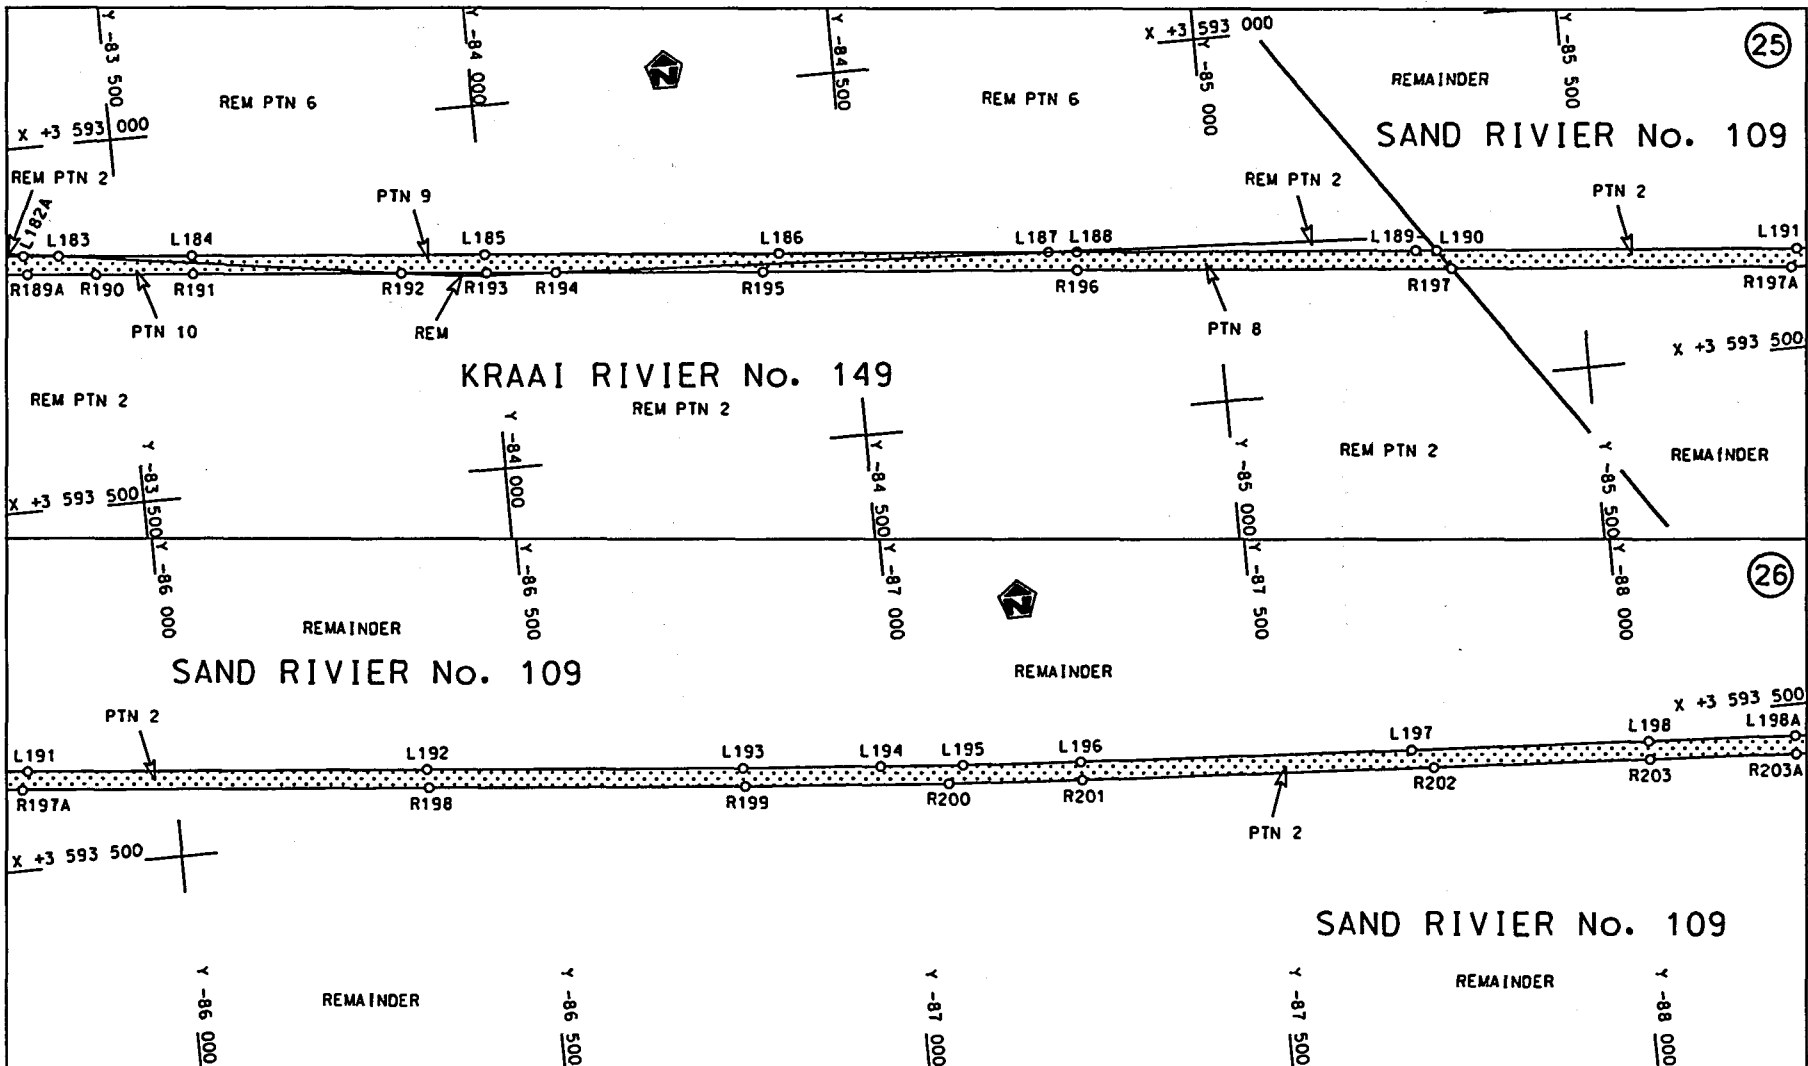 Y -83 500
Y -84 000
Y -84 500
X +3 593 000
Y -85 000
Y -85 500
25
REM PTN 6
N
REM PTN 6
REMAINDER
X +3 593 000
SAND RIVIER No. 109
REM PTN 2
PTN 9
REM PTN 2
PTN 2
L182A
L183
L184
L185
L186
L187
L188
L189
L190
L191
R189A
R190
R191
R192
R193
R194
R195
R196
R197
R197A
PTN 10
REM
PTN 8
X +3 593 500
KRAAI RIVIER No. 149
REM PTN 2
REM PTN 2
REM PTN 2
REMAINDER
X +3 593 500
Y -83 500
Y -84 000
Y -84 500
Y -85 000
Y -85 500
Y -86 000
Y -86 500
Y -87 000
Y -87 500
Y -88 000
26
N
REMAINDER
SAND RIVIER No. 109
REMAINDER
X +3 593 500
PTN 2
L191
L192
L193
L194
L195
L196
L197
L198
L198A
R197A
R198
R199
R200
R201
R202
R203
R203A
PTN 2
X +3 593 500
SAND RIVIER No. 109
REMAINDER
REMAINDER
Y -86 000
Y -86 500
Y -87 000
Y -87 500
Y -88 000